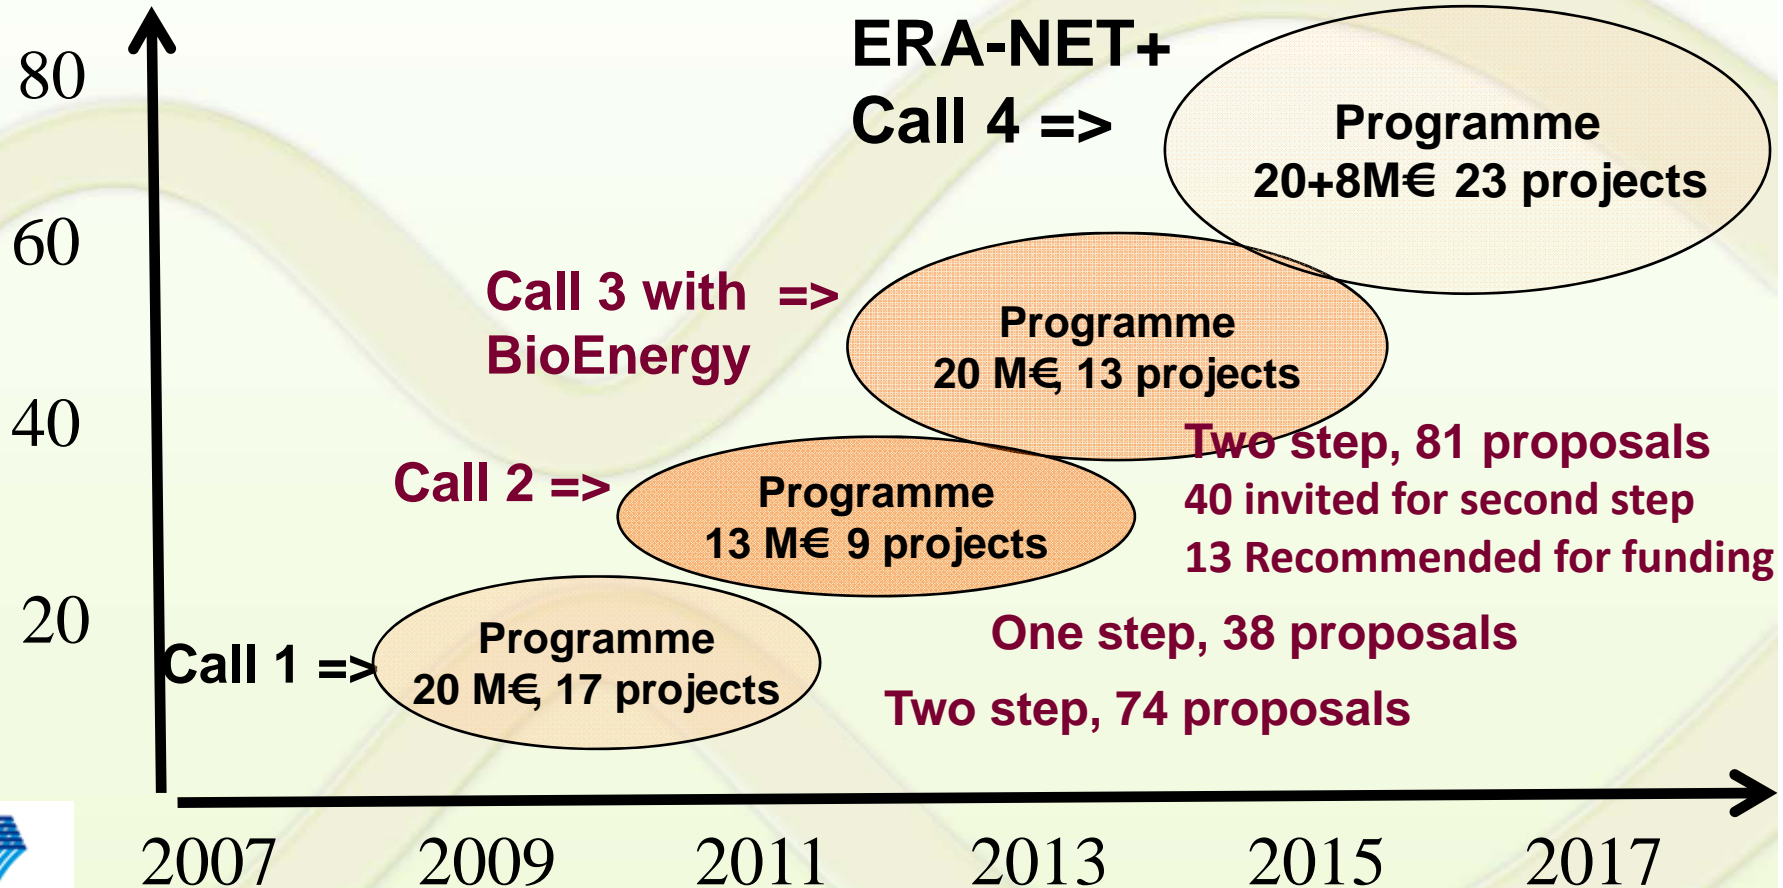 80
60
40
20
ERA-NET+
Call 4 =>
Programme
20+8M€ 23 projects
Call 3 with =>
BioEnergy
Programme
20 M€, 13 projects
Two step, 81 proposals
40 invited for second step
13 Recommended for funding
Call 2 =>
Programme
13 M€ 9 projects
One step, 38 proposals
Call 1 =>
Programme
20 M€, 17 projects
Two step, 74 proposals
2007 2009 2011 2013 2015 2017